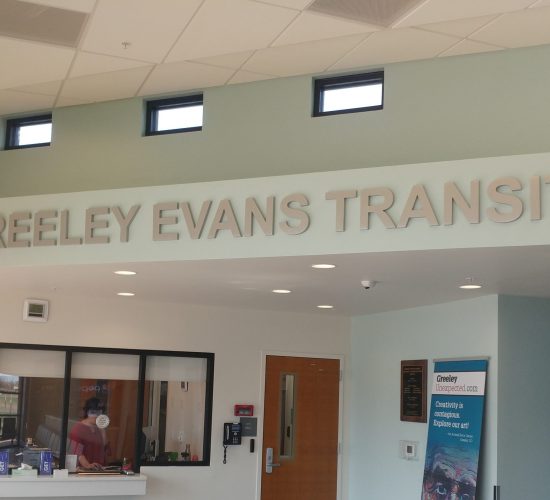 REELEY EVANS TRANSIT
Greeley
Unexpected.com
Creativity is
contagious.
Explore our art!